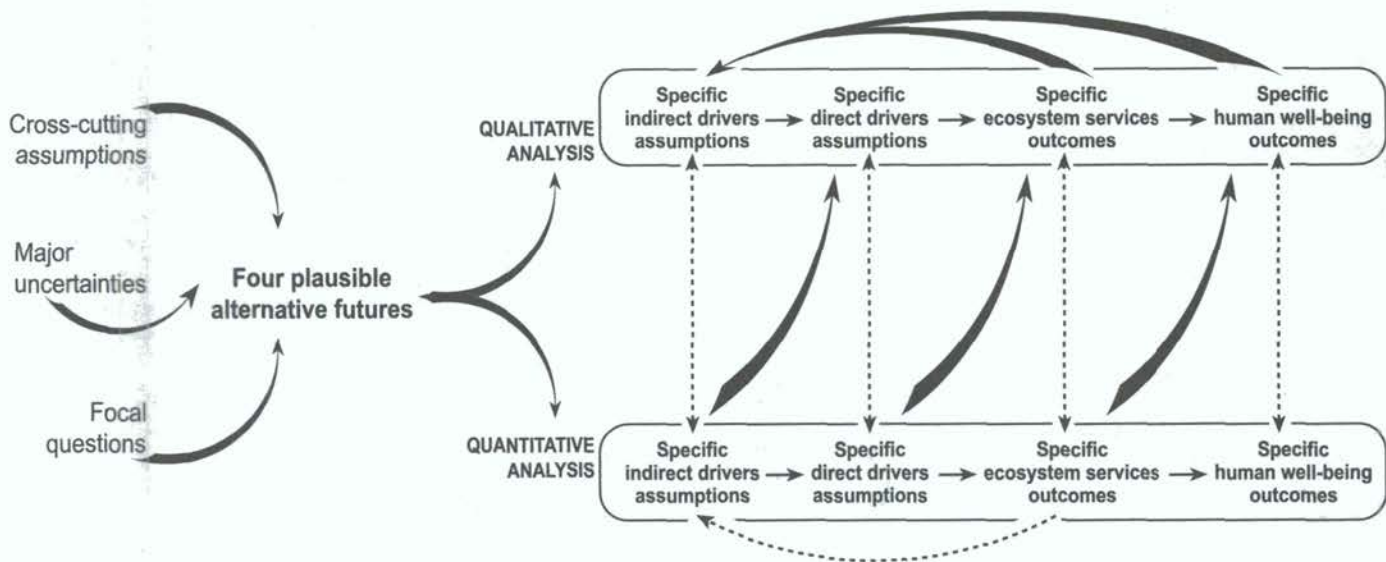 Cross-cutting
assumptions
Major
uncertainties
Focal
questions
Four plausible
alternative futures
QUALITATIVE
ANALYSIS
Specific
indirect drivers
assumptions
Specific
direct drivers
assumptions
Specific
ecosystem services
outcomes
Specific
human well-being
outcomes
QUANTITATIVE
ANALYSIS
Specific
indirect drivers
assumptions
Specific
direct drivers
assumptions
Specific
ecosystem services
outcomes
Specific
human well-being
outcomes